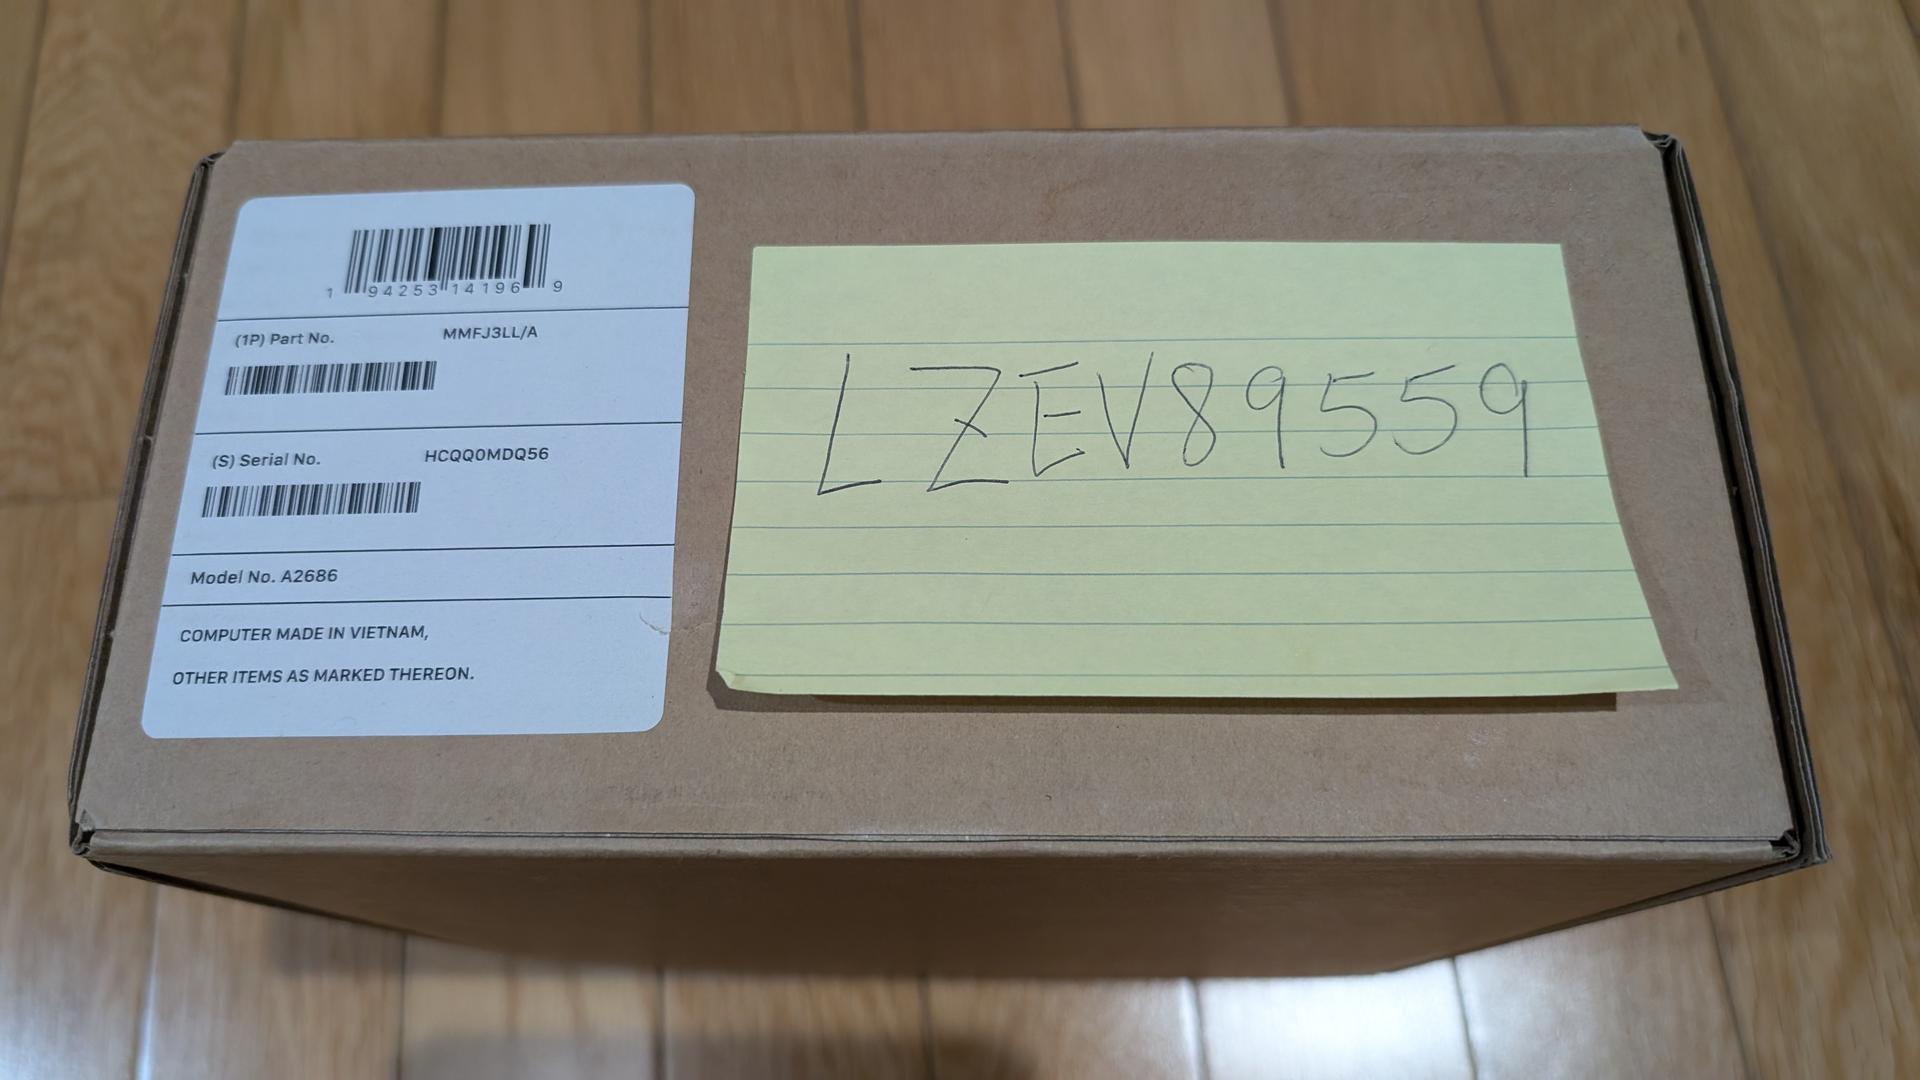 1 94253 14196 9
(1P) Part No. MMFJ3LL/A
(S) Serial No. HCQQ0MDQ56
Model No. A2686
COMPUTER MADE IN VIETNAM,
OTHER ITEMS AS MARKED THEREON.
LZEV89559